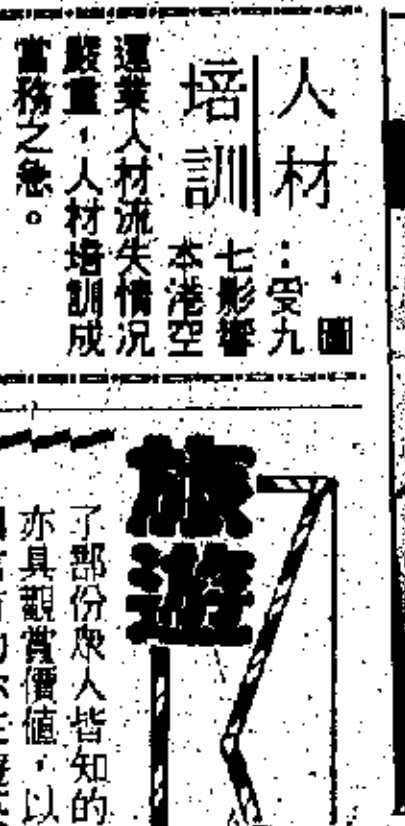 人材
培訓
圖
：受九
七影響
本港空
運業人材流失情況
嚴重，人材培訓成
當務之急。
旅遊
了部份衆人皆知的
亦具觀賞價值，以